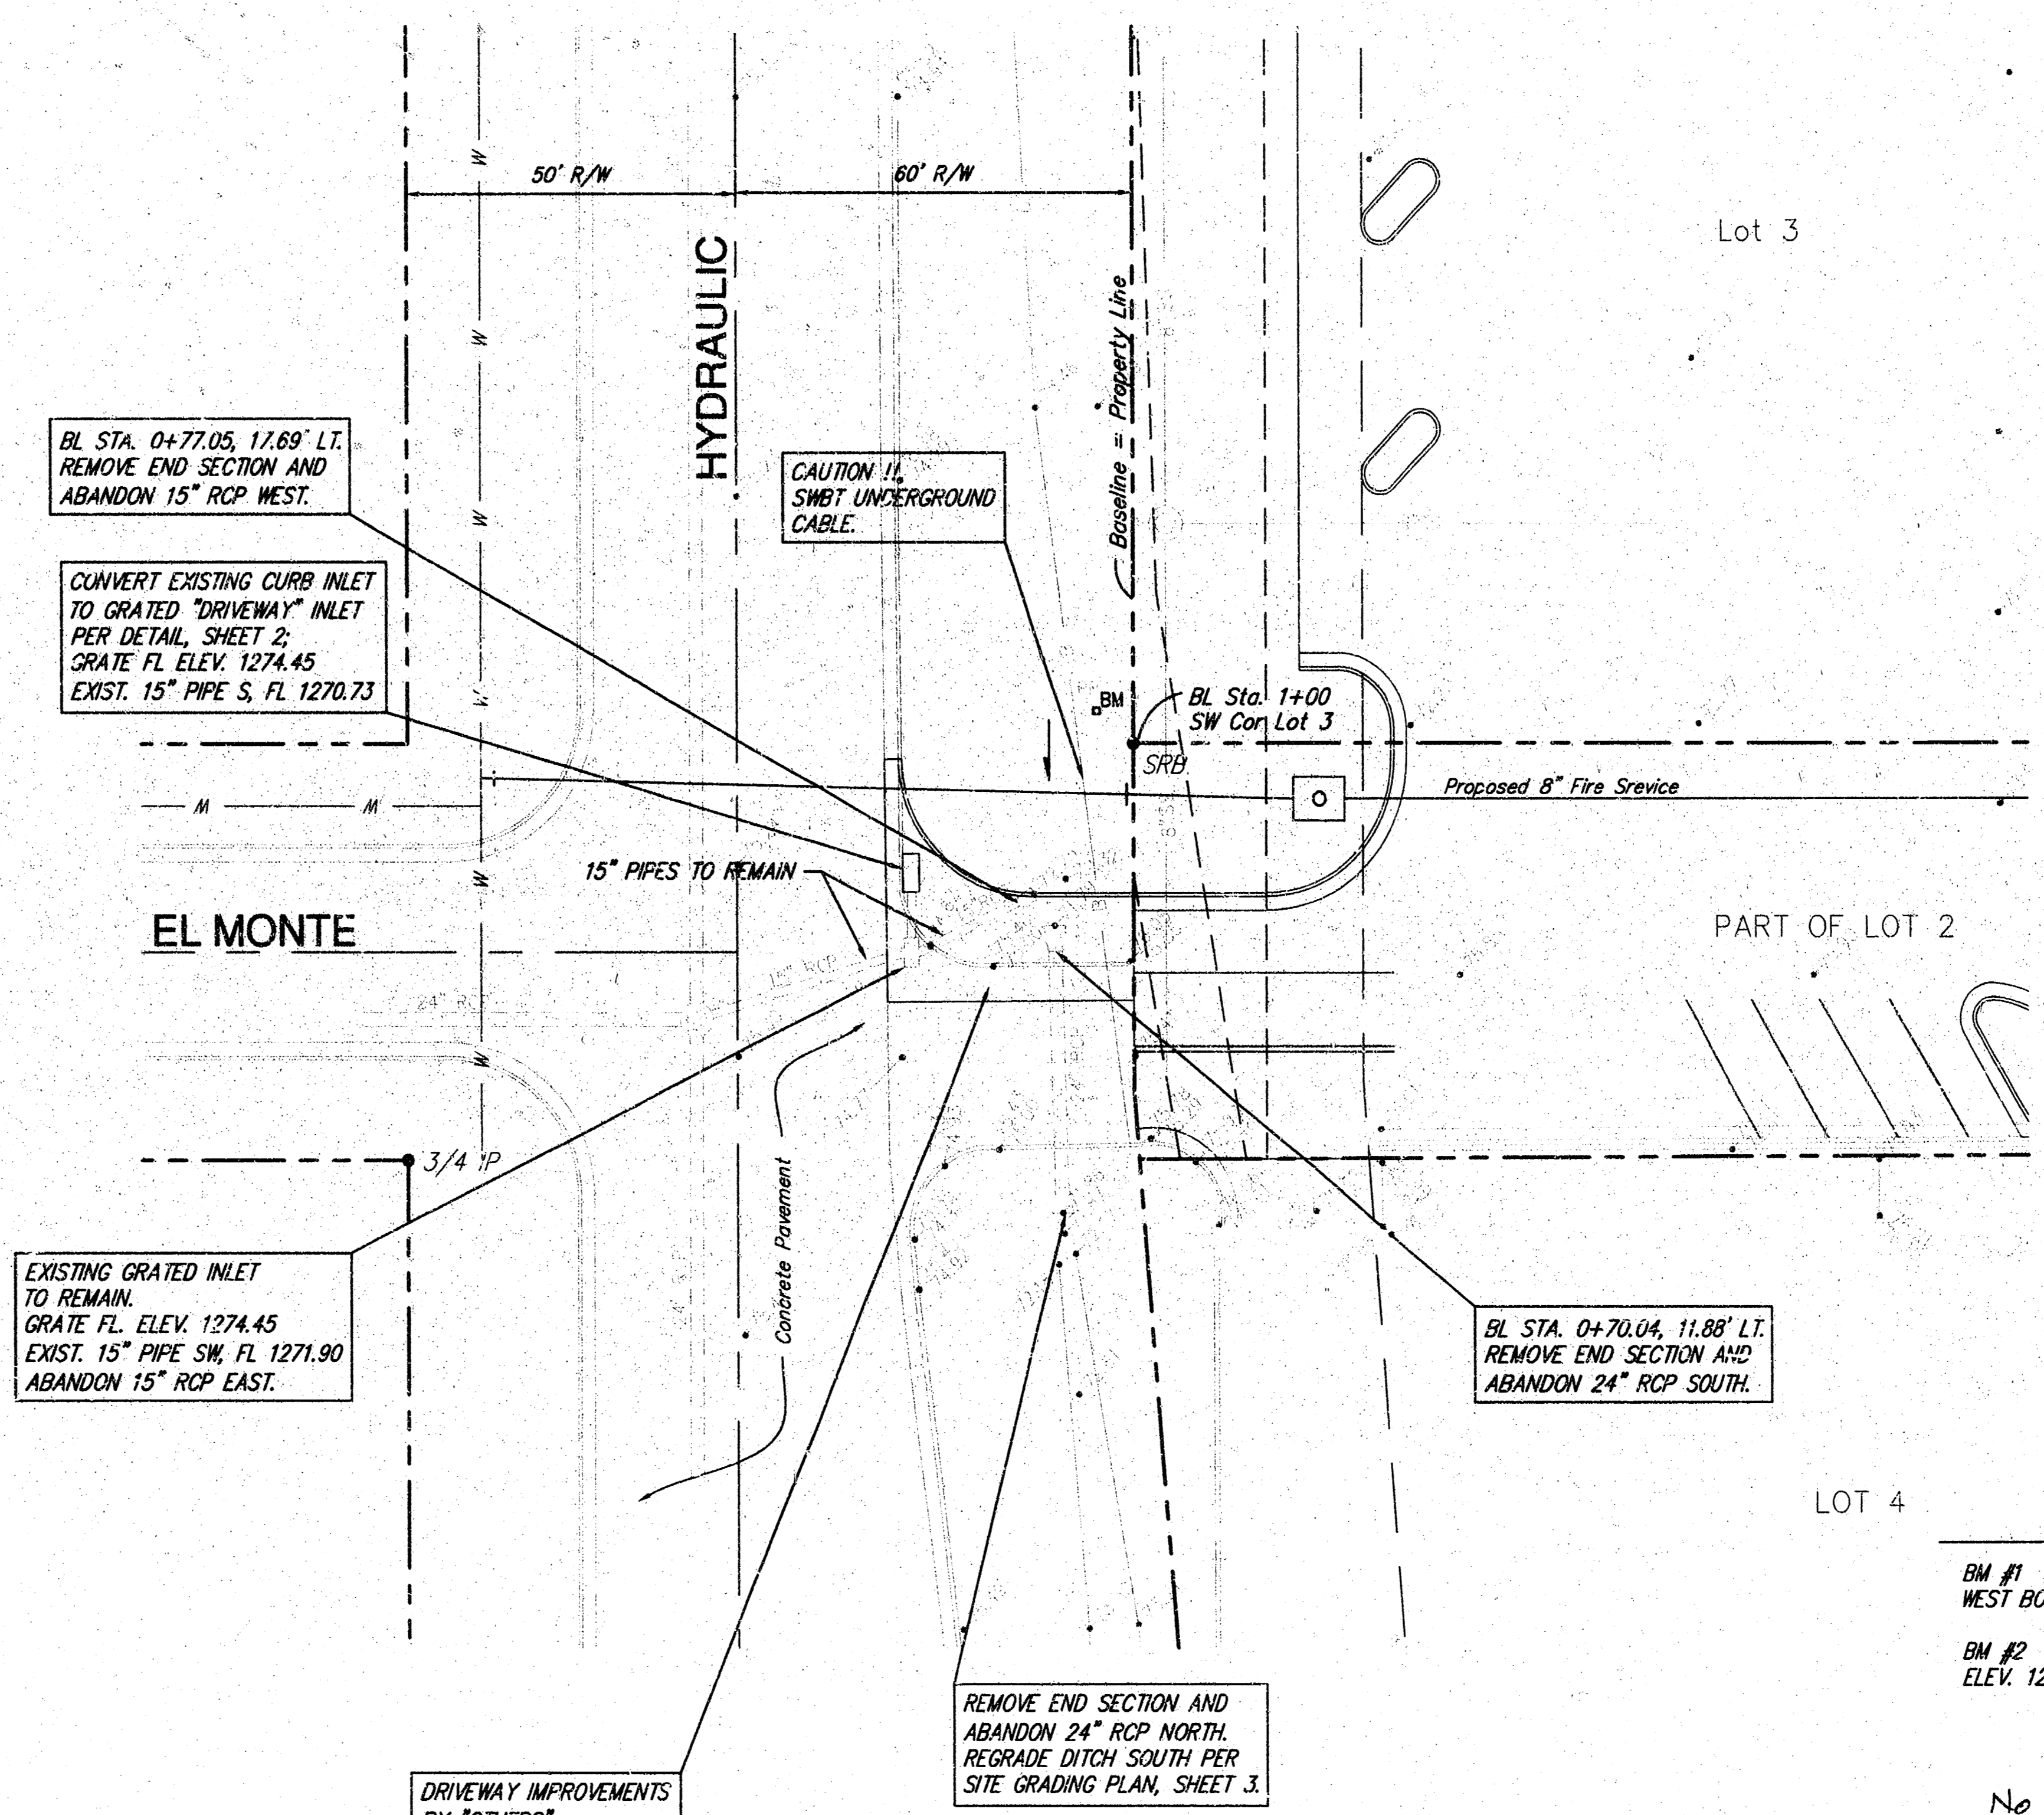 50' R/W
60' R/W
Lot 3
HYDRAULIC
Baseline = Property Line
BL STA. 0+77.05, 17.69' LT.
REMOVE END SECTION AND
ABANDON 15" RCP WEST.
CAUTION !!
SWBT UNDERGROUND
CABLE.
CONVERT EXISTING CURB INLET
TO GRATED "DRIVEWAY" INLET
PER DETAIL, SHEET 2;
GRATE FL ELEV. 1274.45
EXIST. 15" PIPE S, FL 1270.73
BM
BL Sta. 1+00
SW Cor Lot 3
SRB
Proposed 8" Fire Srevice
W
W
W
W
W
W
W
W
15" PIPES TO REMAIN
EL MONTE
PART OF LOT 2
15" RCP
24" R
3/4 IP
Concrete Pavement
EXISTING GRATED INLET
TO REMAIN.
GRATE FL. ELEV. 1274.45
EXIST. 15" PIPE SW, FL 1271.90
ABANDON 15" RCP EAST.
BL STA. 0+70.04, 11.88' LT.
REMOVE END SECTION AND
ABANDON 24" RCP SOUTH.
LOT 4
BM #1
WEST BO
BM #2
ELEV. 12
REMOVE END SECTION AND
ABANDON 24" RCP NORTH.
REGRADE DITCH SOUTH PER
SITE GRADING PLAN, SHEET 3.
DRIVEWAY IMPROVEMENTS
BY "OTHERS"
No